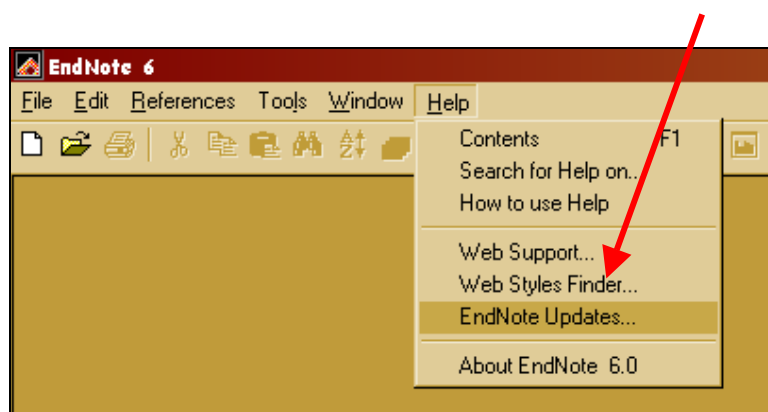 EndNote 6
File Edit References Tools Window Help
Contents F1
Search for Help on...
How to use Help
Web Support...
Web Styles Finder...
EndNote Updates...
About EndNote 6.0